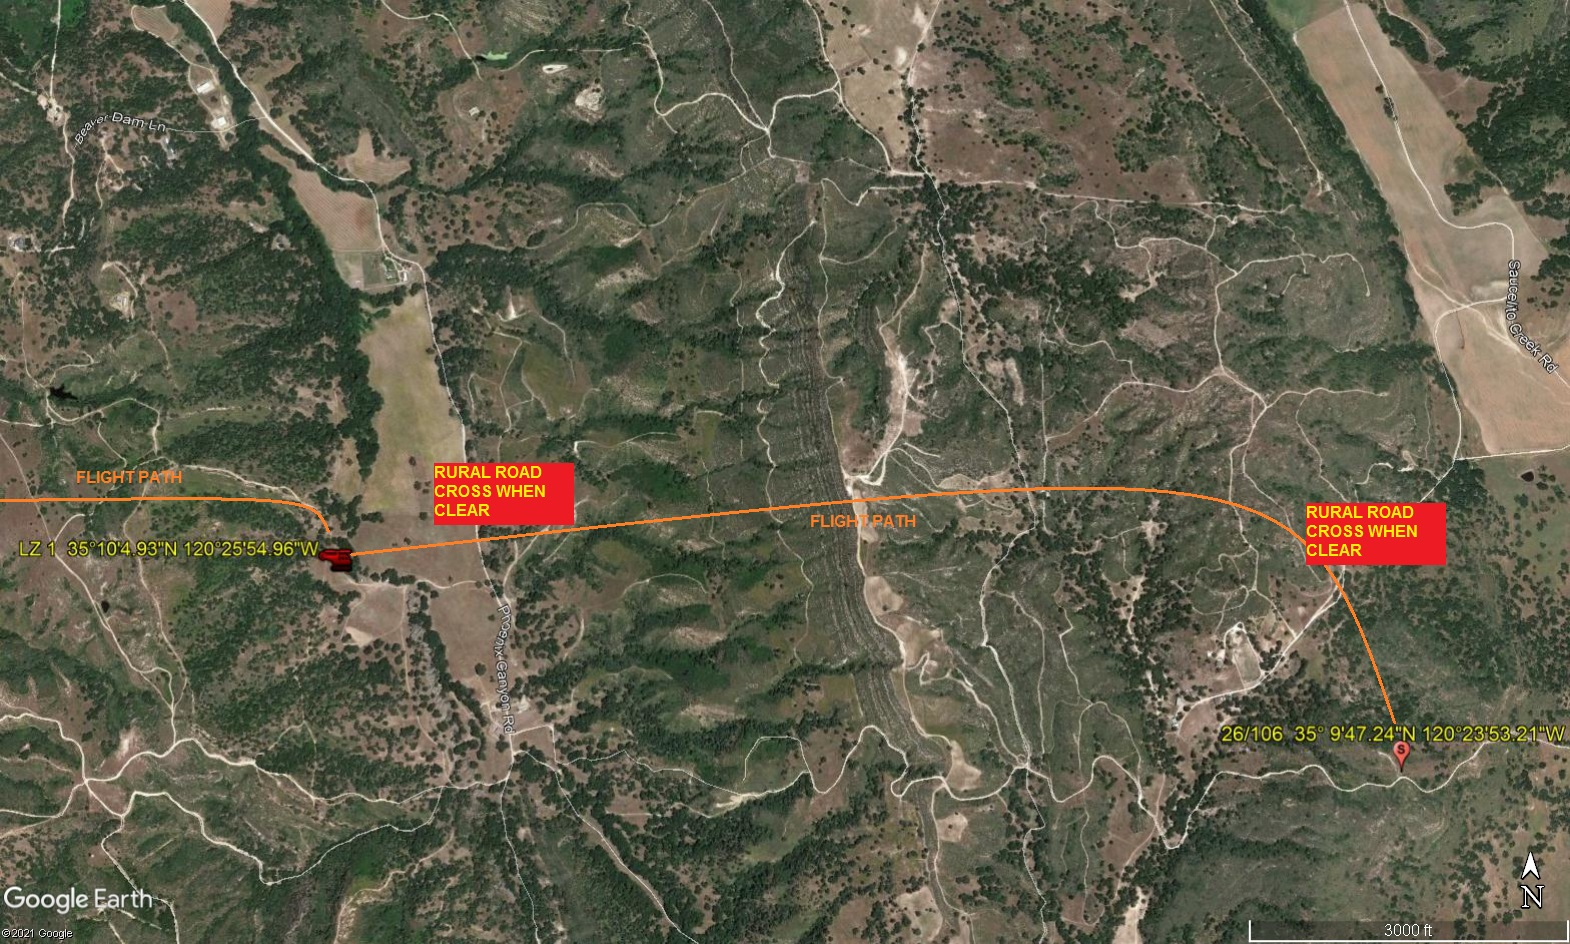 Beaver Dam Ln
Saucelito Creek Rd
FLIGHT PATH
RURAL ROAD
CROSS WHEN
CLEAR
FLIGHT PATH
RURAL ROAD
CROSS WHEN
CLEAR
LZ 1 35°10'4.93"N 120°25'54.96"W
Phoenix Canyon Rd
26/106 35° 9'47.24"N 120°23'53.21"W
S
Google Earth
©2021 Google
N
3000 ft